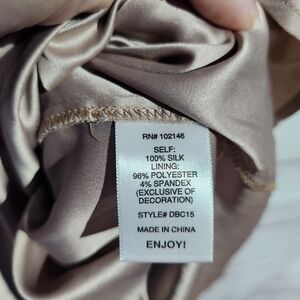 RN# 102146
SELF:
100% SILK
LINING:
96% POLYESTER
4% SPANDEX
(EXCLUSIVE OF
DECORATION)
STYLE# DBC15
MADE IN CHINA
ENJOY!